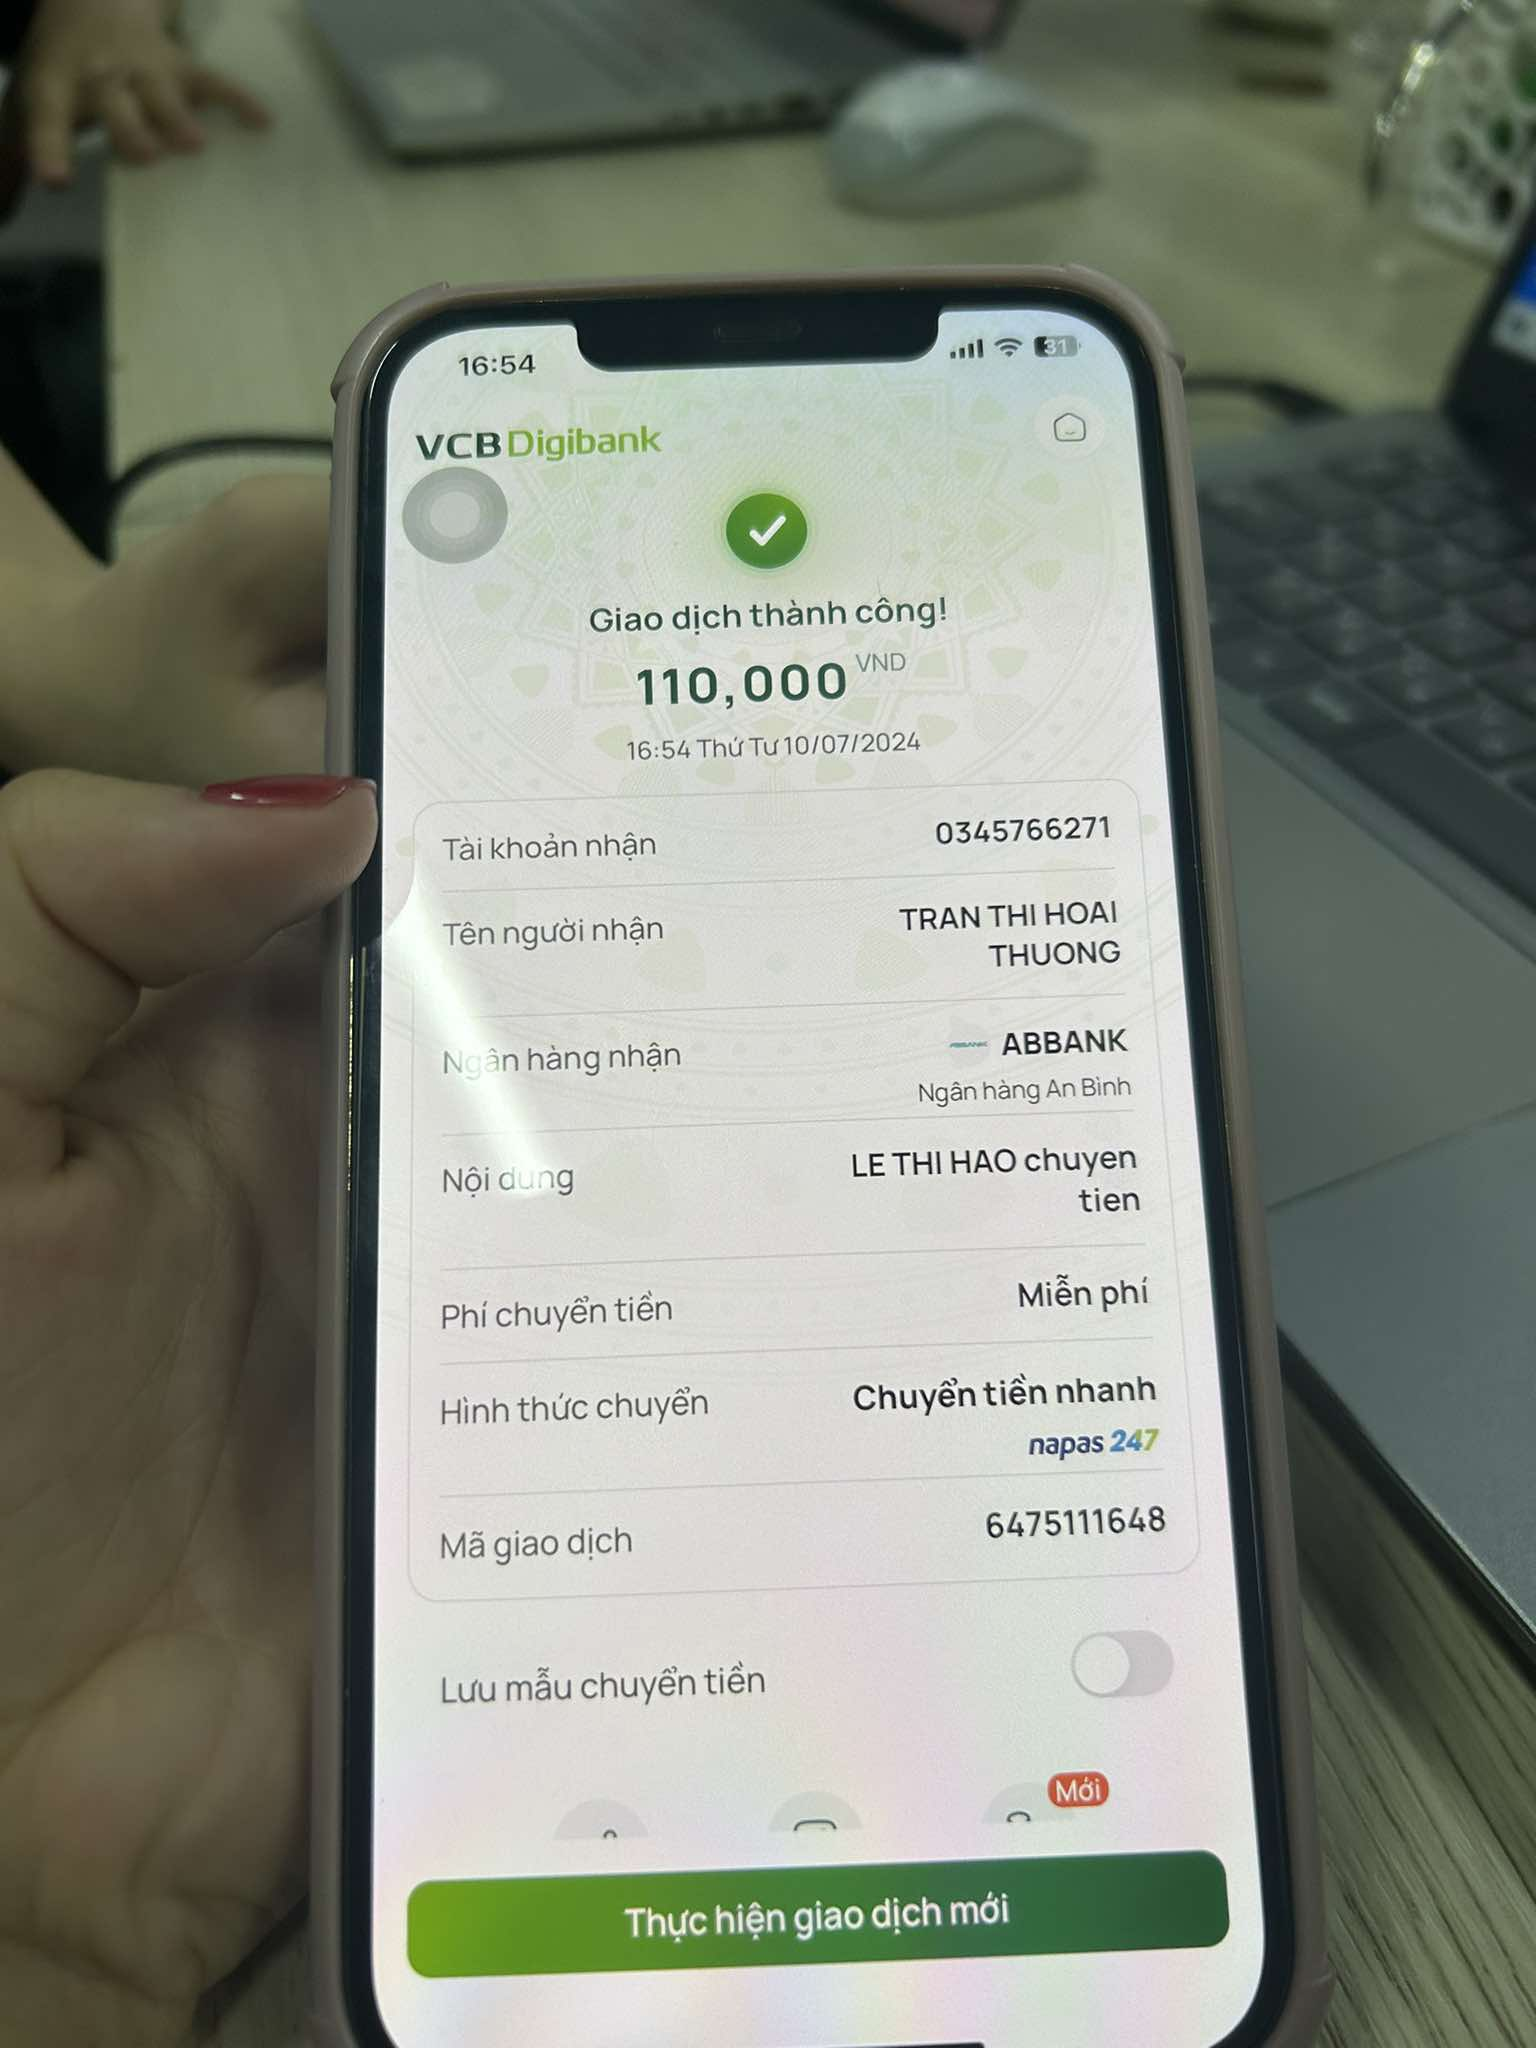 16:54
31
VCB Digibank
Giao dịch thành công!
110,000 VND
16:54 Thứ Tư 10/07/2024
Tài khoản nhận 0345766271
Tên người nhận TRAN THI HOAI
THUONG
Ngân hàng nhận ABBANK ABBANK
Ngân hàng An Bình
Nội dung LE THI HAO chuyen
tien
Phí chuyển tiền Miễn phí
Hình thức chuyển Chuyển tiền nhanh
napas 247
Mã giao dịch 6475111648
Lưu mẫu chuyển tiền
Mới
Thực hiện giao dịch mới